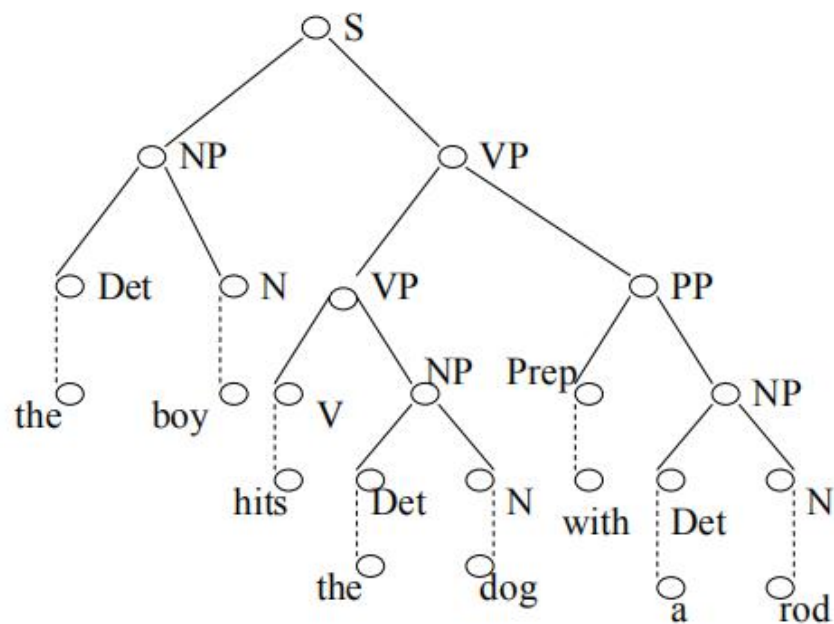 S
NP VP
Det N VP PP
NP Prep NP
the boy V
hits Det N with Det N
the dog a rod